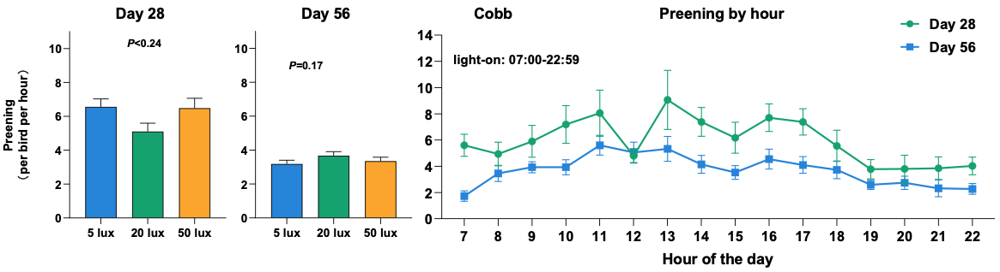 Day 28
Day 56
Cobb
Preening by hour
Day 28
Day 56
P<0.24
P=0.17
light-on: 07:00-22:59
Preening
(per bird per hour)
10
8
6
4
2
0
5 lux
20 lux
50 lux
10
8
6
4
2
0
5 lux
20 lux
50 lux
14
12
10
8
6
4
2
0
7 8 9 10 11 12 13 14 15 16 17 18 19 20 21 22
Hour of the day